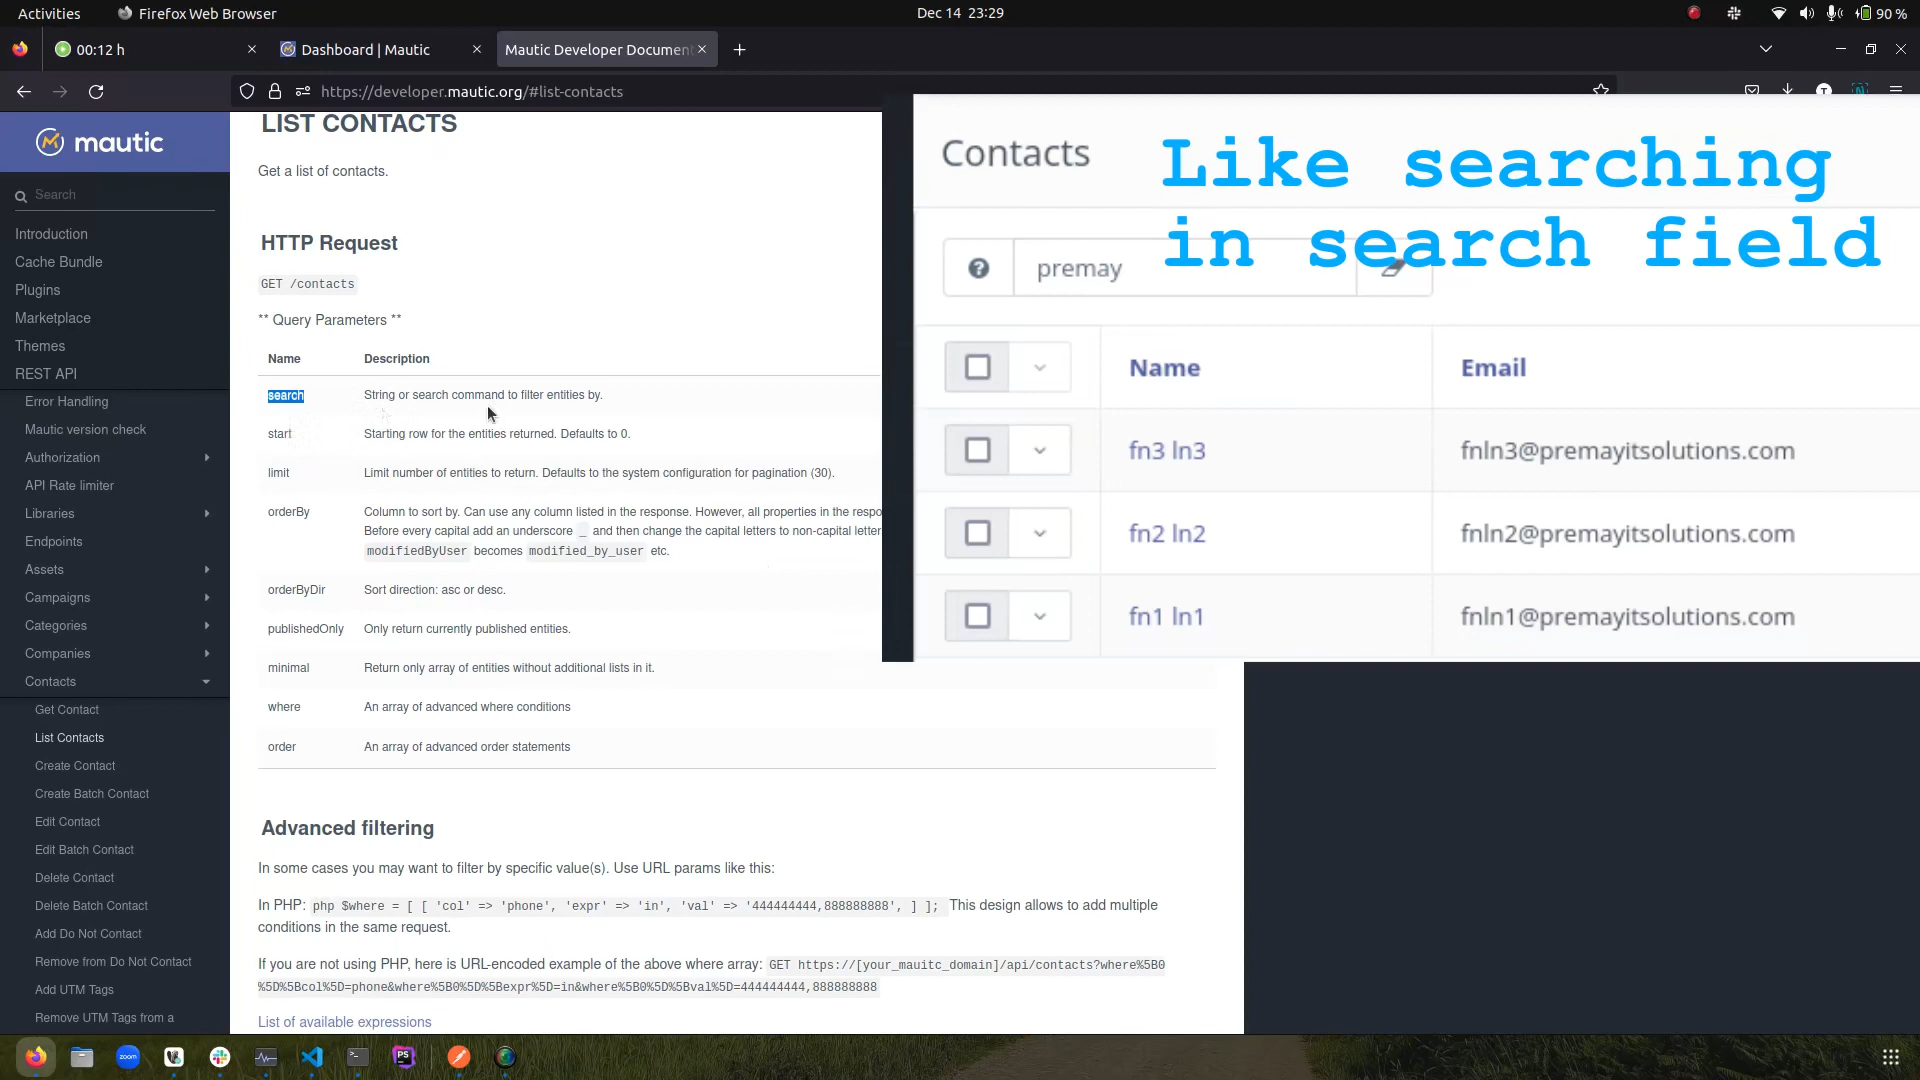 Activities
Firefox Web Browser
Dec 14 23:29
90 %
00:12 h
Dashboard | Mautic
Mautic Developer Document
https://developer.mautic.org/#list-contacts
mautic
Search
Introduction
Cache Bundle
Plugins
Marketplace
Themes
REST API
Error Handling
Mautic version check
Authorization
API Rate limiter
Libraries
Endpoints
Assets
Campaigns
Categories
Companies
Contacts
Get Contact
List Contacts
Create Contact
Create Batch Contact
Edit Contact
Edit Batch Contact
Delete Contact
Delete Batch Contact
Add Do Not Contact
Remove from Do Not Contact
Add UTM Tags
Remove UTM Tags from a
LIST CONTACTS
Get a list of contacts.
HTTP Request
GET /contacts
** Query Parameters **
Name Description
search String or search command to filter entities by.
start Starting row for the entities returned. Defaults to 0.
limit Limit number of entities to return. Defaults to the system configuration for pagination (30).
orderBy Column to sort by. Can use any column listed in the response. However, all properties in the respo
Before every capital add an underscore _ and then change the capital letters to non-capital letter
modifiedByUser becomes modified_by_user etc.
orderByDir Sort direction: asc or desc.
publishedOnly Only return currently published entities.
minimal Return only array of entities without additional lists in it.
where An array of advanced where conditions
order An array of advanced order statements
Advanced filtering
In some cases you may want to filter by specific value(s). Use URL params like this:
In PHP: php $where = [ [ 'col' => 'phone', 'expr' => 'in', 'val' => '444444444,888888888', ] ]; This design allows to add multiple
conditions in the same request.
If you are not using PHP, here is URL-encoded example of the above where array: GET https://[your_mauitc_domain]/api/contacts?where%5B0
%5D%5Bcol%5D=phone&where%5B0%5D%5Bexpr%5D=in&where%5B0%5D%5Bval%5D=444444444,888888888
List of available expressions
Contacts
Like searching
in search field
premay
Name Email
fn3 ln3 fnln3@premayitsolutions.com
fn2 ln2 fnln2@premayitsolutions.com
fn1 ln1 fnln1@premayitsolutions.com
zoom
PS